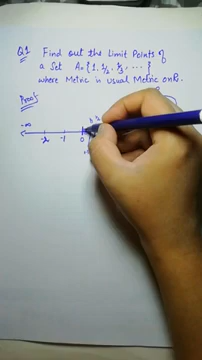 Q1 Find out the Limit Points of
a Set A={1, 1/2, 1/3, ....}
where Metric is usual Metric on R.
Proof
-∞ -2 -1 0